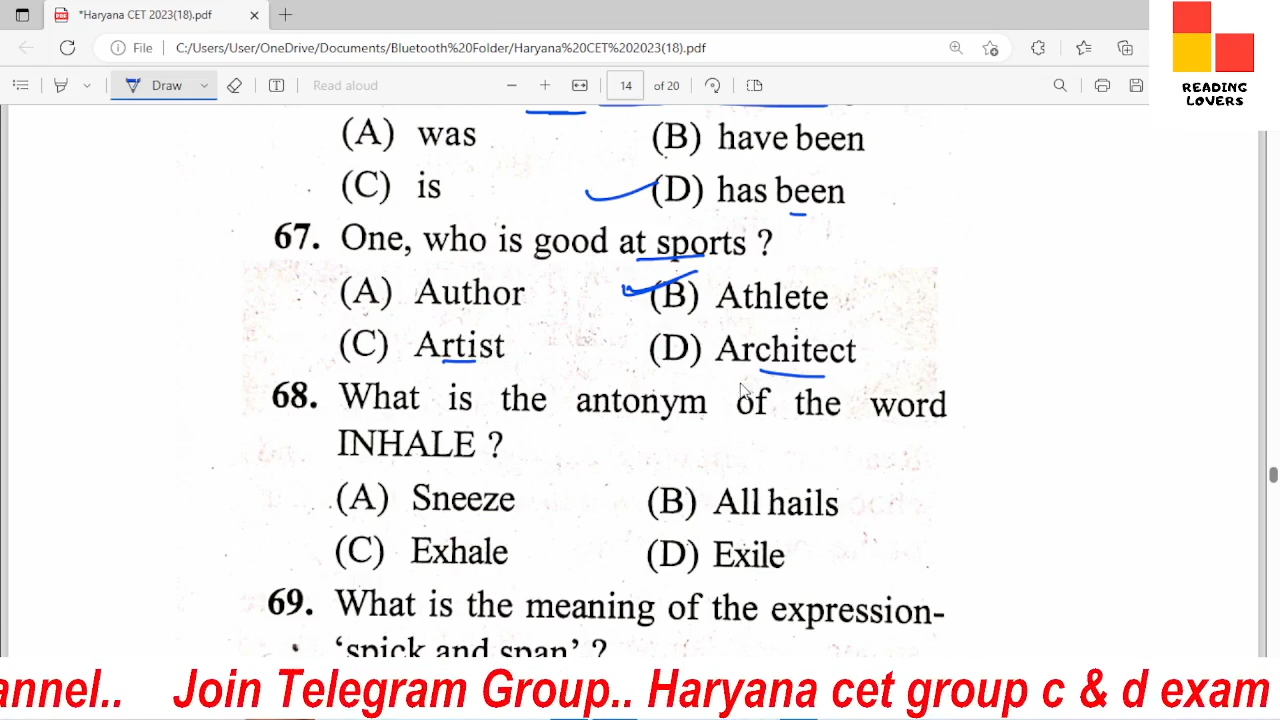 *Haryana CET 2023(18).pdf
File
C:/Users/User/OneDrive/Documents/Bluetooth%20Folder/Haryana%20CET%202023(18).pdf
Draw
Read aloud
14
of 20
READING
LOVERS
(A) was
(B) have been
(C) is
(D) has been
67. One, who is good at sports ?
(A) Author
(B) Athlete
(C) Artist
(D) Architect
68. What is the antonym of the word
INHALE ?
(A) Sneeze
(B) All hails
(C) Exhale
(D) Exile
69. What is the meaning of the expression-
‘spick and span’ ?
annel.. Join Telegram Group.. Haryana cet group c & d exam